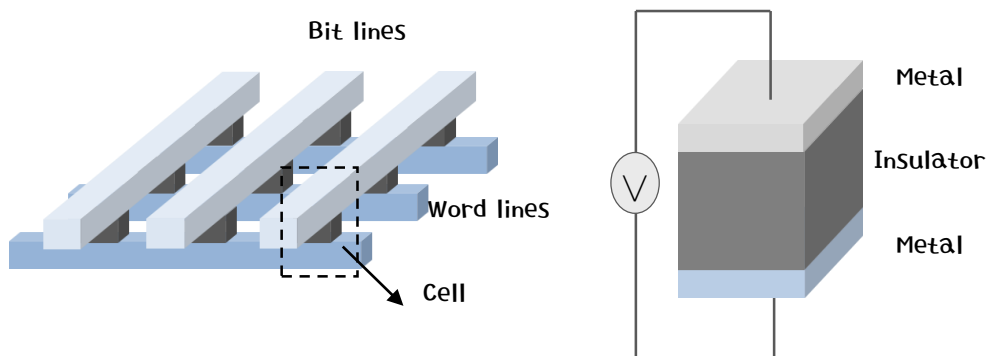 Bit lines
Word lines
Cell
V
Metal
Insulator
Metal